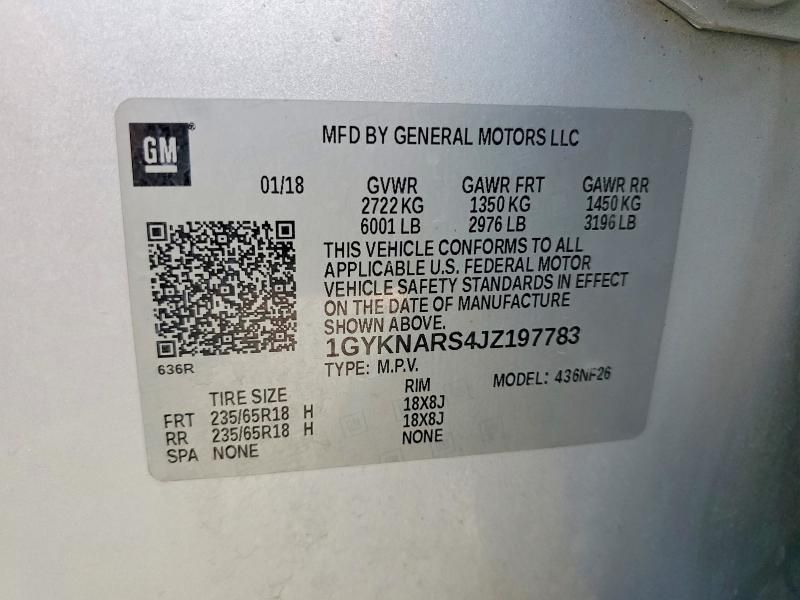 GM
MFD BY GENERAL MOTORS LLC
01/18 GVWR GAWR FRT GAWR RR
2722 KG 1350 KG 1450 KG
6001 LB 2976 LB 3196 LB
THIS VEHICLE CONFORMS TO ALL
APPLICABLE U.S. FEDERAL MOTOR
VEHICLE SAFETY STANDARDS IN EFFECT
ON THE DATE OF MANUFACTURE
SHOWN ABOVE.
1GYKNARS4JZ197783
636R
TYPE: M.P.V. MODEL: 436NF26
TIRE SIZE RIM
FRT 235/65R18 H 18X8J
RR 235/65R18 H 18X8J
SPA NONE NONE